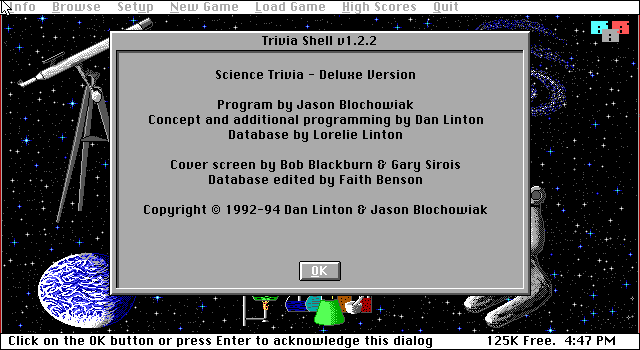 Info Browse Setup New Game Load Game High Scores Quit
Trivia Shell v1.2.2
Science Trivia - Deluxe Version
Program by Jason Blochowiak
Concept and additional programming by Dan Linton
Database by Lorelie Linton
Cover screen by Bob Blackburn & Gary Sirois
Database edited by Faith Benson
Copyright © 1992-94 Dan Linton & Jason Blochowiak
OK
Click on the OK button or press Enter to acknowledge this dialog 125K Free. 4:47 PM